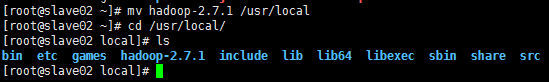 [root@slave02 ~]# mv hadoop-2.7.1 /usr/local
[root@slave02 ~]# cd /usr/local/
[root@slave02 local]# ls
bin  etc  games  hadoop-2.7.1  include  lib  lib64  libexec  sbin  share  src
[root@slave02 local]#